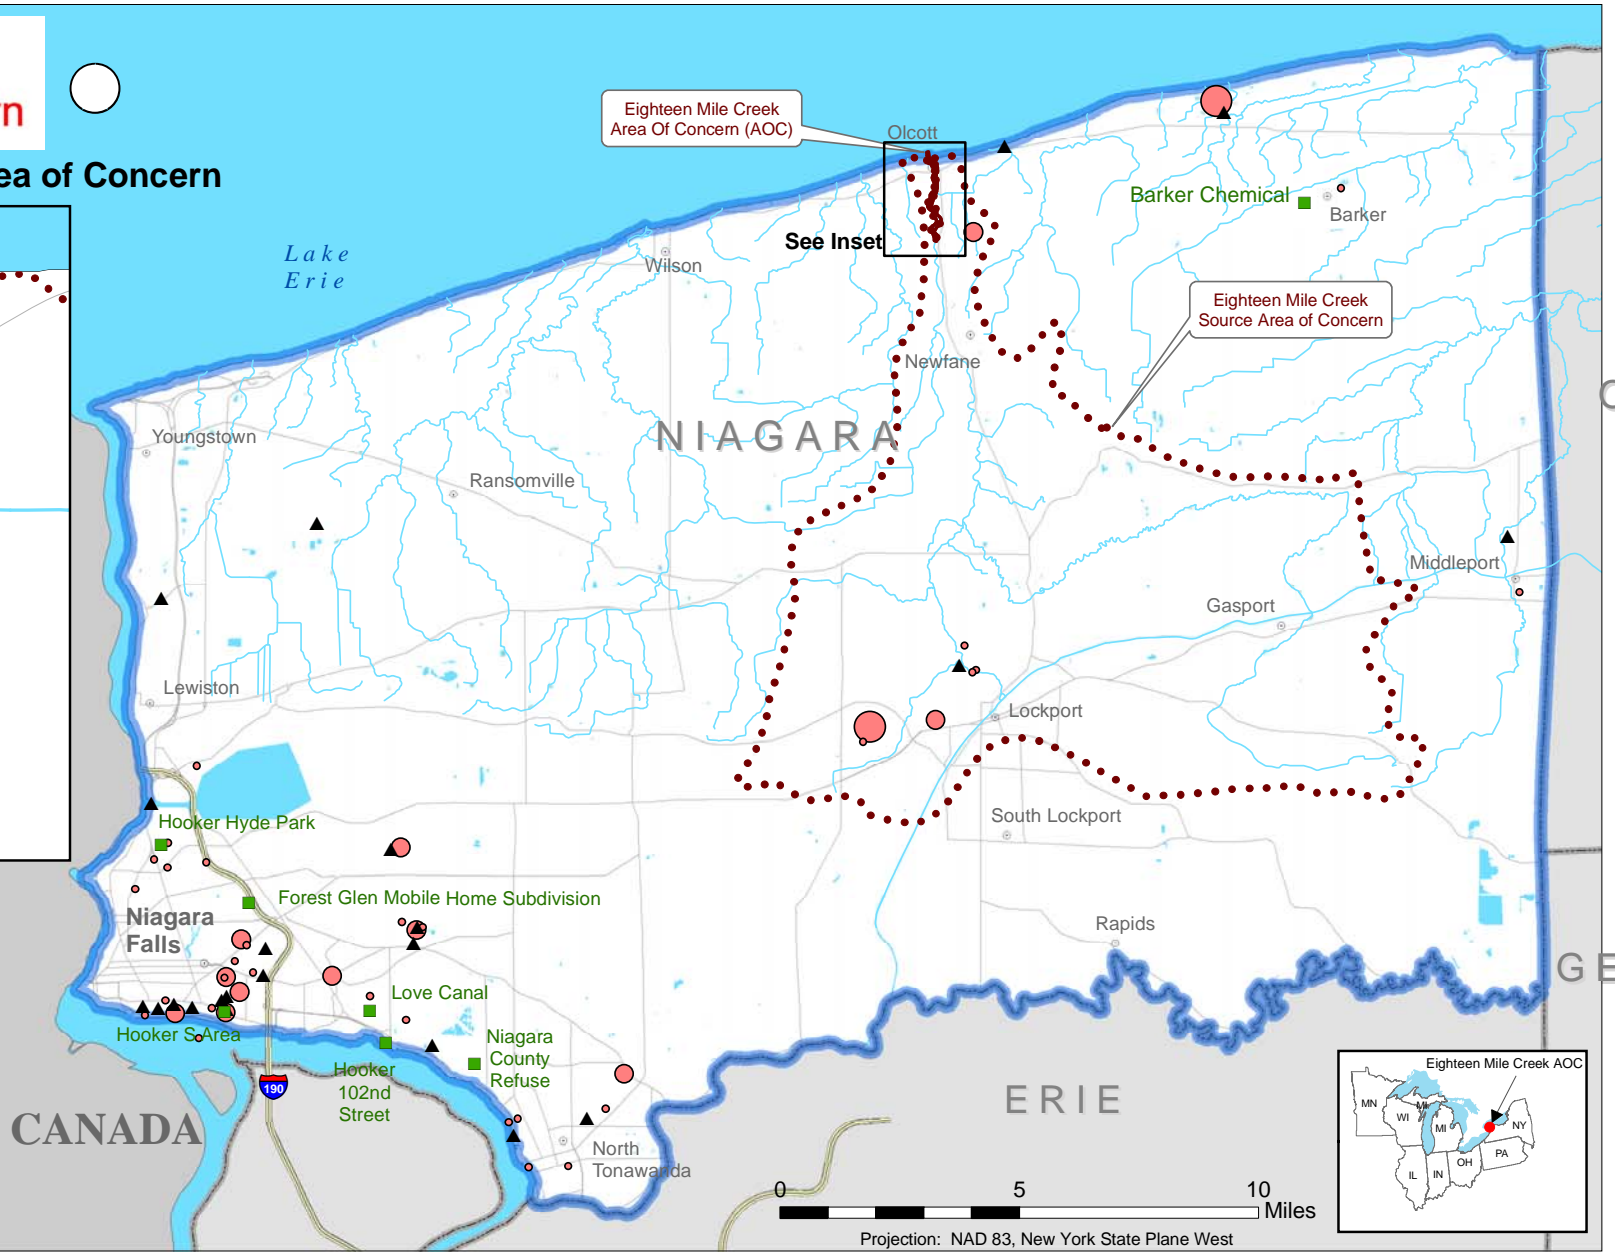 n
ea of Concern
Eighteen Mile Creek
Area Of Concern (AOC)
Olcott
Barker Chemical
Barker
See Inset
Lake
Erie
Wilson
Eighteen Mile Creek
Source Area of Concern
Newfane
NIAGARA
Youngstown
Ransomville
Middleport
Gasport
Lewiston
Lockport
South Lockport
Hooker Hyde Park
Forest Glen Mobile Home Subdivision
Niagara
Falls
Rapids
GE
Love Canal
Hooker S Area
Niagara
County
Refuse
Hooker
102nd
Street
190
CANADA
ERIE
North
Tonawanda
Eighteen Mile Creek AOC
MN
WI
MI
MI
NY
PA
IL
IN
OH
0 5 10
Miles
Projection: NAD 83, New York State Plane West